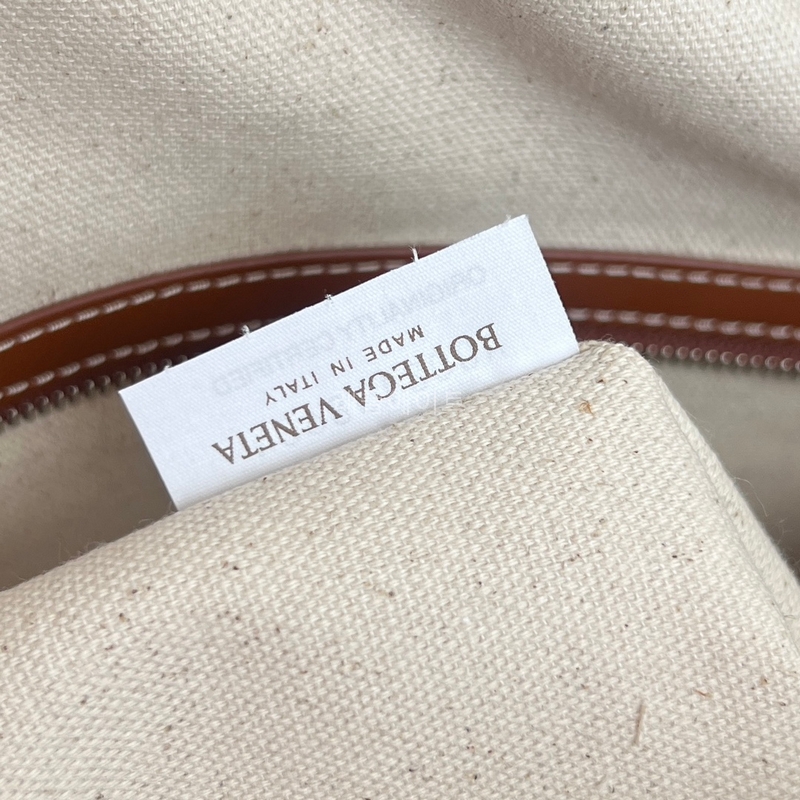 BOTTEGA VENETA
MADE IN ITALY
ORIGINALITY CERTIFIED